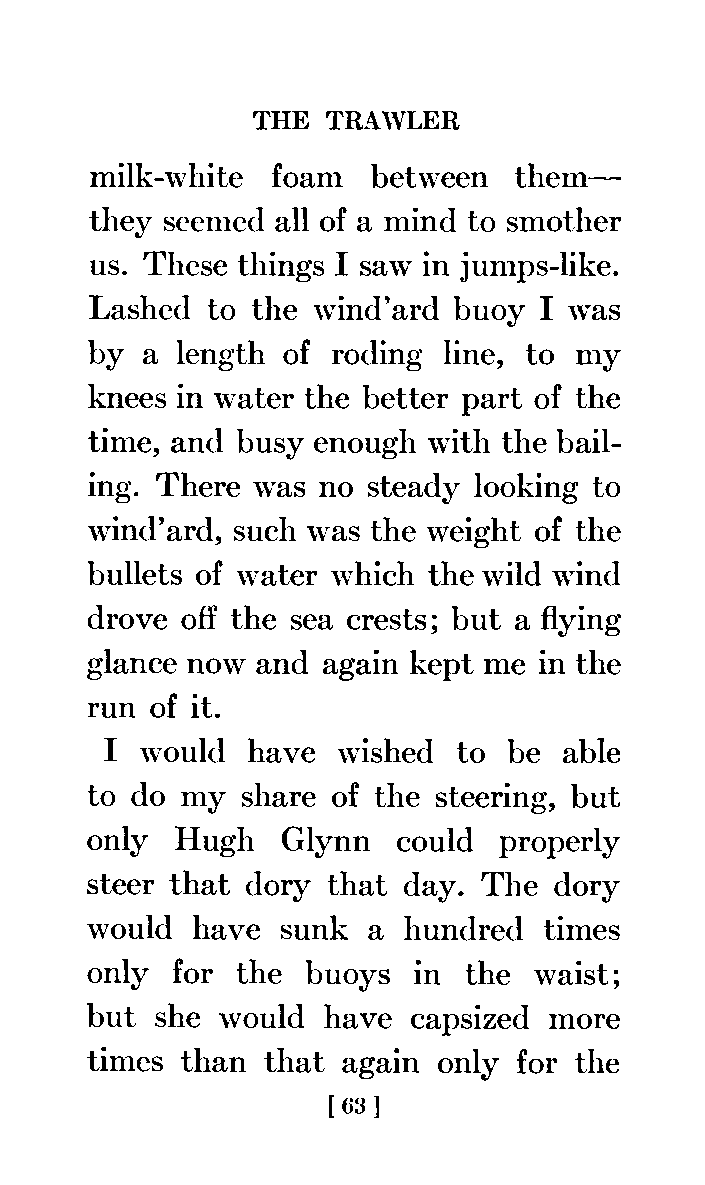 THE TRAWLER
milk-white foam between them—
they seemed all of a mind to smother
us. These things I saw in jumps-like.
Lashed to the wind'ard buoy I was
by a length of roding line, to my
knees in water the better part of the
time, and busy enough with the bail-
ing. There was no steady looking to
wind'ard, such was the weight of the
bullets of water which the wild wind
drove off the sea crests; but a flying
glance now and again kept me in the
run of it.
I would have wished to be able
to do my share of the steering, but
only Hugh Glynn could properly
steer that dory that day. The dory
would have sunk a hundred times
only for the buoys in the waist;
but she would have capsized more
times than that again only for the
[ 63 ]